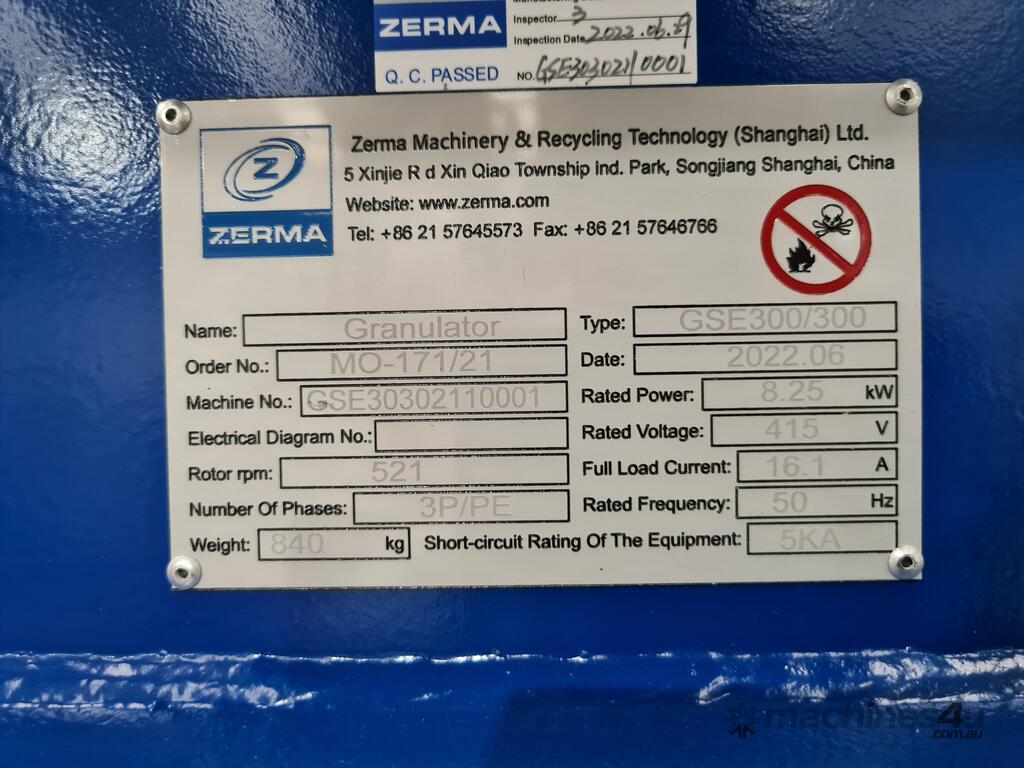 ZERMA
Inspector 3
Inspection Date 2022.06.
Q. C. PASSED NO. GSE303021/0001
Zerma Machinery & Recycling Technology (Shanghai) Ltd.
5 Xinjie R d Xin Qiao Township Ind. Park, Songjiang Shanghai, China
Website: www.zerma.com
Tel: +86 21 57645573 Fax: +86 21 57646766
Z
ZERMA
Name: Granulator Type: GSE300/300
Order No.: MO-171/21 Date: 2022.06
Machine No.: GSE30302110001 Rated Power: 8.25 kW
Electrical Diagram No.: Rated Voltage: 415 V
Rotor rpm: 521 Full Load Current: 16.1 A
Number Of Phases: 3P/PE Rated Frequency: 50 Hz
Weight: 840 kg Short-circuit Rating Of The Equipment: 5KA
machines4u
.com.au